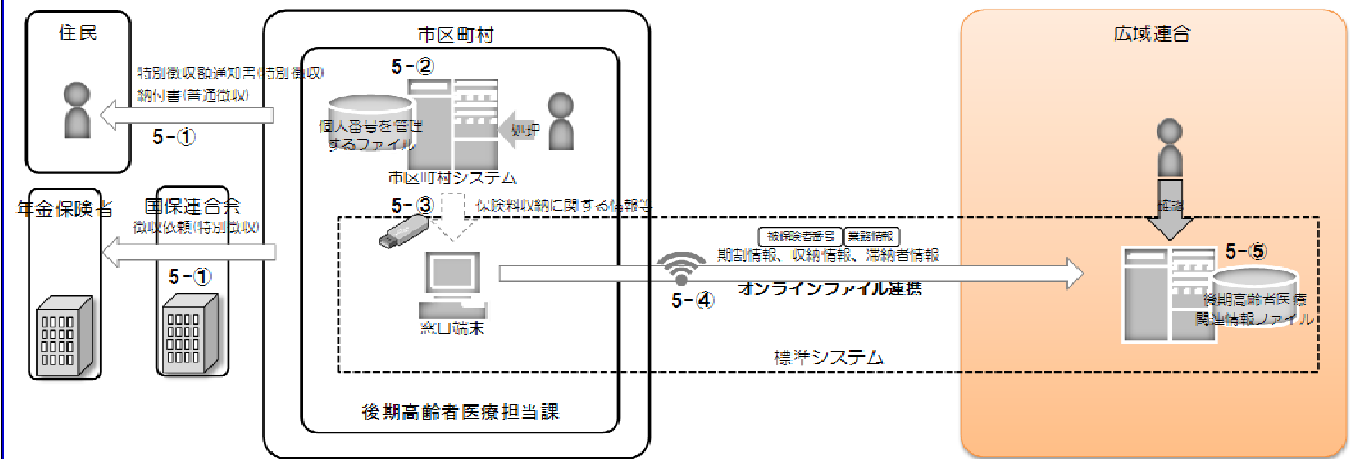 住民
特別徴収額通知書(特別徴収)
納付書(普通徴収)
5-①
年金保険者
国保連合会
徴収依頼(特別徴収)
5-①
市区町村
5-②
個人番号を管理
するファイル
処理
市区町村システム
5-③
保険料収納に関する情報等
窓口端末
後期高齢者医療担当課
被保険者番号
業務情報
期割情報、収納情報、滞納者情報
5-④
オンラインファイル連携
標準システム
広域連合
確認
5-⑤
後期高齢者医療
関連情報ファイル